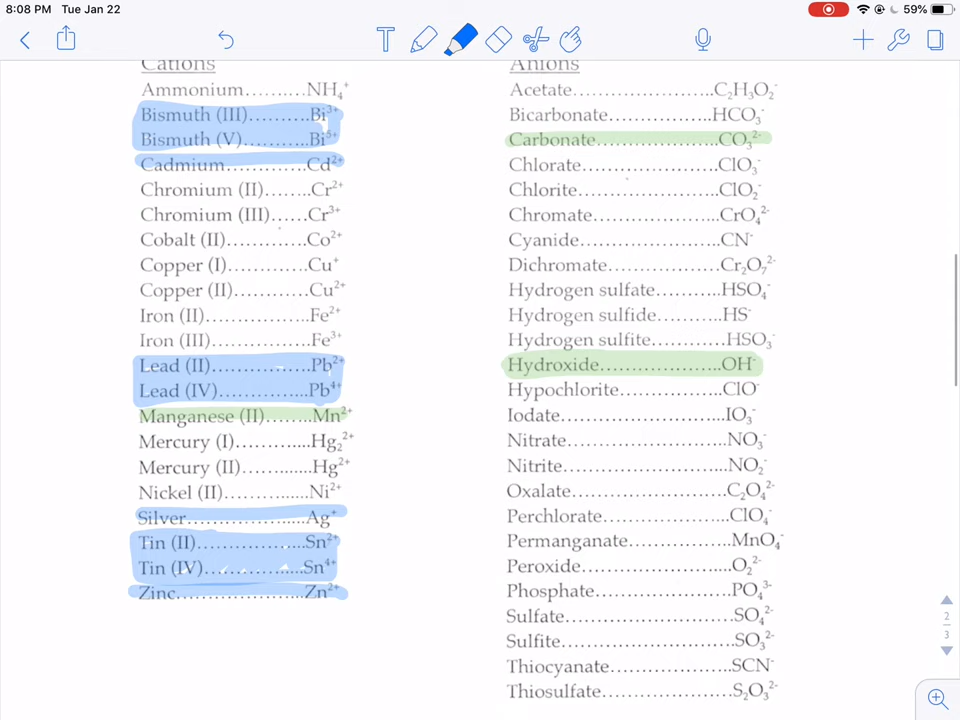 8:08 PM Tue Jan 22
59%
T
Cations
Ammonium..........NH₄⁺
Bismuth (III)..........Bi³⁺
Bismuth (V)...........Bi⁵⁺
Cadmium.............Cd²⁺
Chromium (II).......Cr²⁺
Chromium (III)......Cr³⁺
Cobalt (II).............Co²⁺
Copper (I).............Cu⁺
Copper (II)............Cu²⁺
Iron (II)................Fe²⁺
Iron (III)...............Fe³⁺
Lead (II)...............Pb²⁺
Lead (IV)..............Pb⁴⁺
Manganese (II)........Mn²⁺
Mercury (I)............Hg₂²⁺
Mercury (II)...........Hg²⁺
Nickel (II).............Ni²⁺
Silver....................Ag⁺
Tin (II)..................Sn²⁺
Tin (IV).................Sn⁴⁺
Zinc......................Zn²⁺
Anions
Acetate.......................C₂H₃O₂⁻
Bicarbonate.................HCO₃⁻
Carbonate....................CO₃²⁻
Chlorate......................ClO₃⁻
Chlorite.......................ClO₂⁻
Chromate....................CrO₄²⁻
Cyanide......................CN⁻
Dichromate..................Cr₂O₇²⁻
Hydrogen sulfate..........HSO₄⁻
Hydrogen sulfide..........HS⁻
Hydrogen sulfite...........HSO₃⁻
Hydroxide....................OH⁻
Hypochlorite................ClO⁻
Iodate.........................IO₃⁻
Nitrate........................NO₃⁻
Nitrite.........................NO₂⁻
Oxalate.......................C₂O₄²⁻
Perchlorate..................ClO₄⁻
Permanganate..............MnO₄⁻
Peroxide.....................O₂²⁻
Phosphate...................PO₄³⁻
Sulfate........................SO₄²⁻
Sulfite.........................SO₃²⁻
Thiocyanate.................SCN⁻
Thiosulfate..................S₂O₃²⁻
2
3